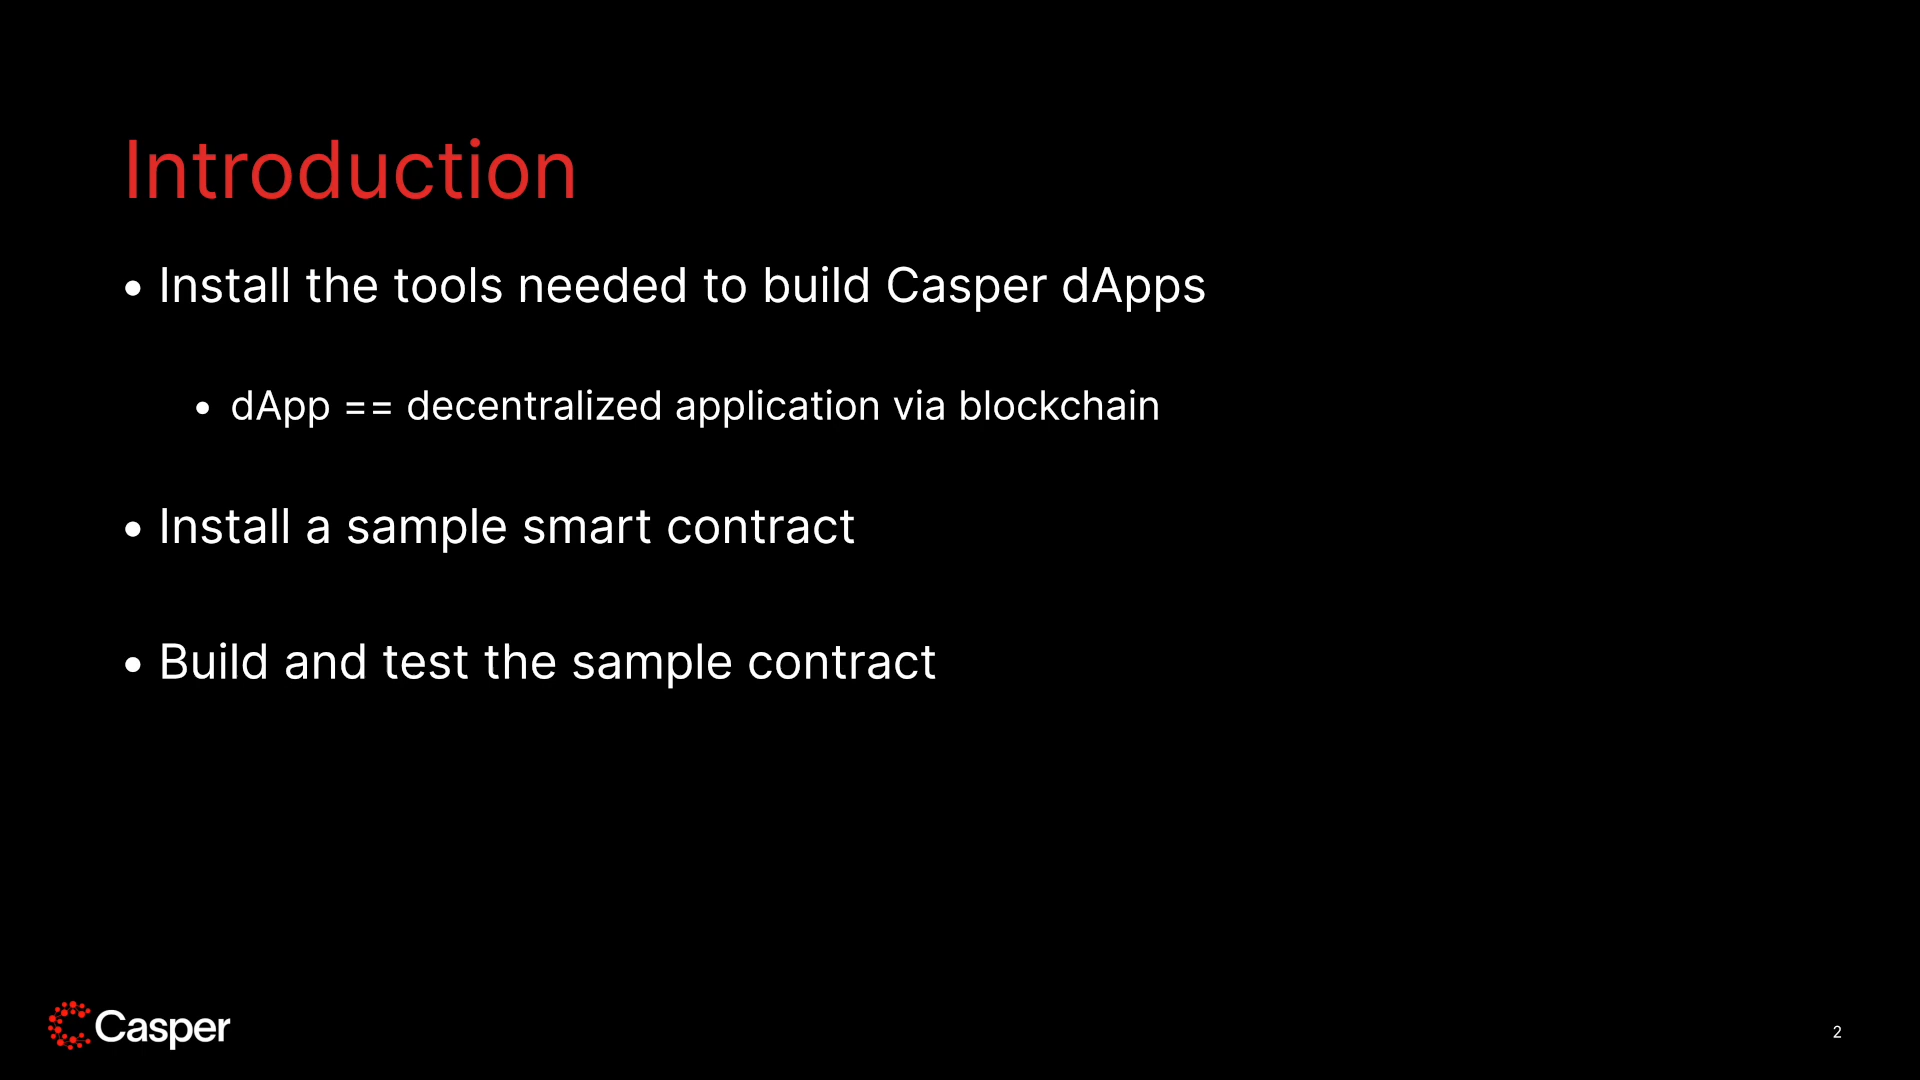 Introduction
• Install the tools needed to build Casper dApps
• dApp == decentralized application via blockchain
• Install a sample smart contract
• Build and test the sample contract
Casper
2